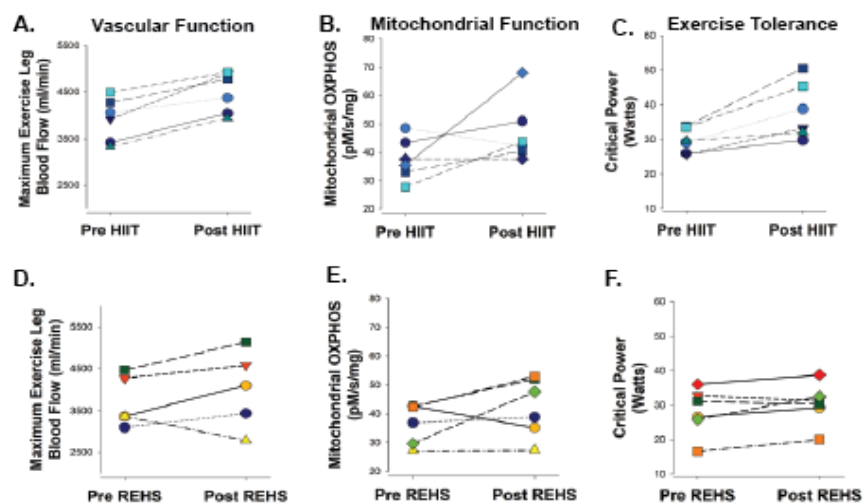 A. Vascular Function
B. Mitochondrial Function
C. Exercise Tolerance
Maximum Exercise Leg
Blood Flow (ml/min)
5500
4500
3500
2500
Pre HIIT Post HIIT
Mitochondrial OXPHOS
(pM/s/mg)
80
70
60
50
40
30
20
Pre HIIT Post HIIT
Critical Power
(Watts)
60
50
40
30
20
10
Pre HIIT Post HIIT
D.
Maximum Exercise Leg
Blood Flow (ml/min)
5500
4500
3500
2500
Pre REHS Post REHS
E.
Mitochondrial OXPHOS
(pM/s/mg)
80
70
60
50
40
30
20
Pre REHS Post REHS
F.
Critical Power
(Watts)
60
50
40
30
20
10
Pre REHS Post REHS